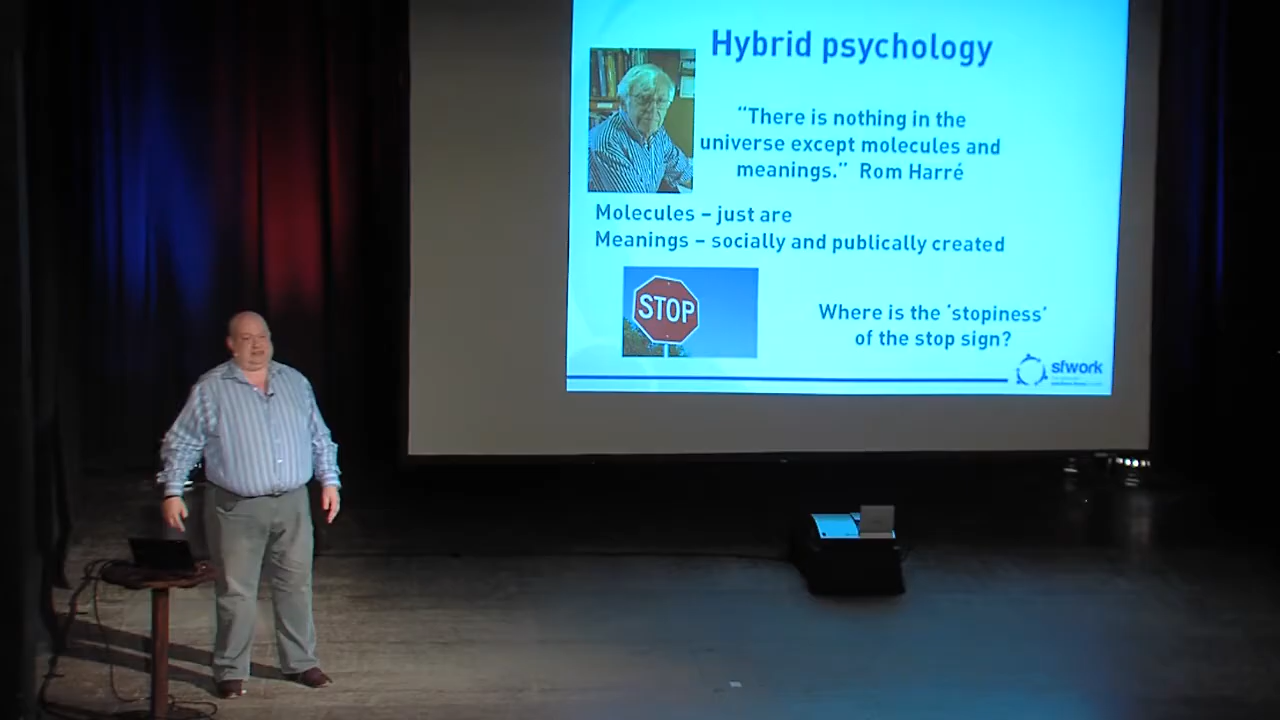 Hybrid psychology
“There is nothing in the
universe except molecules and
meanings.” Rom Harré
Molecules – just are
Meanings – socially and publically created
STOP
Where is the ‘stopiness’
of the stop sign?
sfwork